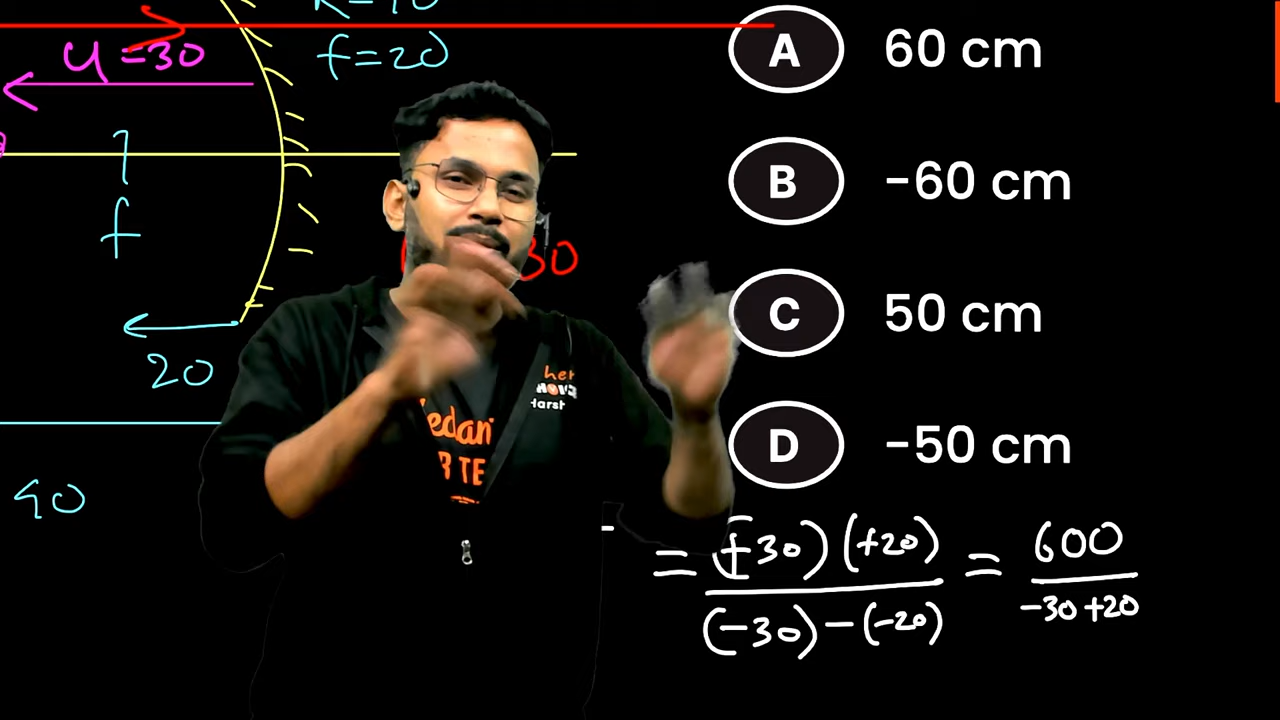 u = 30
f = 20
f
20
40
30
A 60 cm
B -60 cm
C 50 cm
D -50 cm
= (+30)(+20) / (-30)-(-20) = 600 / -30+20